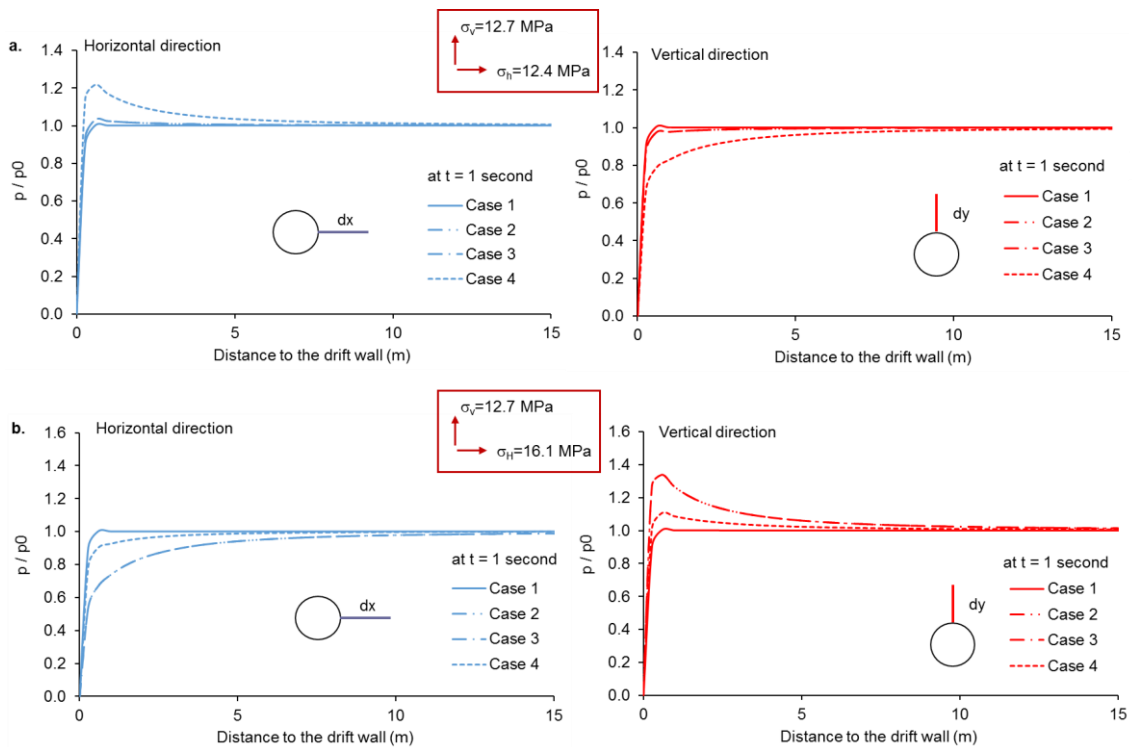 a.
Horizontal direction
σv=12.7 MPa
σh=12.4 MPa
Vertical direction
1.4
1.2
1.0
0.8
0.6
0.4
0.2
0.0
p / p0
at t = 1 second
Case 1
Case 2
Case 3
Case 4
dx
0
5
10
15
Distance to the drift wall (m)
1.4
1.2
1.0
0.8
0.6
0.4
0.2
0.0
p / p0
at t = 1 second
Case 1
Case 2
Case 3
Case 4
dy
0
5
10
15
Distance to the drift wall (m)
b.
Horizontal direction
σv=12.7 MPa
σH=16.1 MPa
Vertical direction
1.6
1.4
1.2
1.0
0.8
0.6
0.4
0.2
0.0
p / p0
at t = 1 second
Case 1
Case 2
Case 3
Case 4
dx
0
5
10
15
Distance to the drift wall (m)
1.6
1.4
1.2
1.0
0.8
0.6
0.4
0.2
0.0
p / p0
at t = 1 second
Case 1
Case 2
Case 3
Case 4
dy
0
5
10
15
Distance to the drift wall (m)